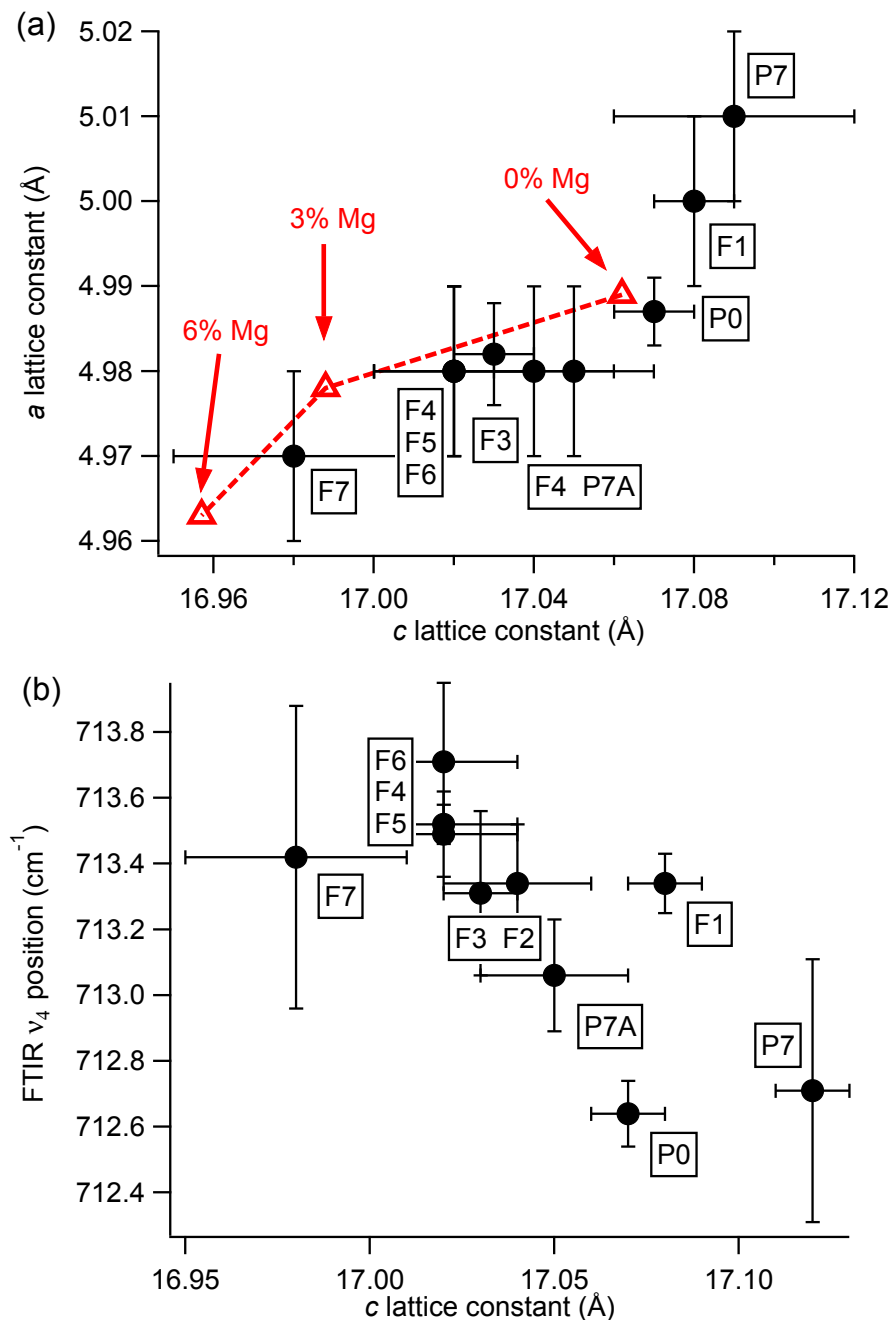 (a)
5.02
5.01
5.00
4.99
4.98
4.97
4.96
a lattice constant (Å)
P7
0% Mg
F1
3% Mg
P0
6% Mg
F4
F5
F6
F3
F7
F4 P7A
16.96
17.00
17.04
17.08
17.12
c lattice constant (Å)
(b)
713.8
713.6
713.4
713.2
713.0
712.8
712.6
712.4
FTIR ν₄ position (cm⁻¹)
F6
F4
F5
F7
F3 F2
F1
P7A
P7
P0
16.95
17.00
17.05
17.10
c lattice constant (Å)